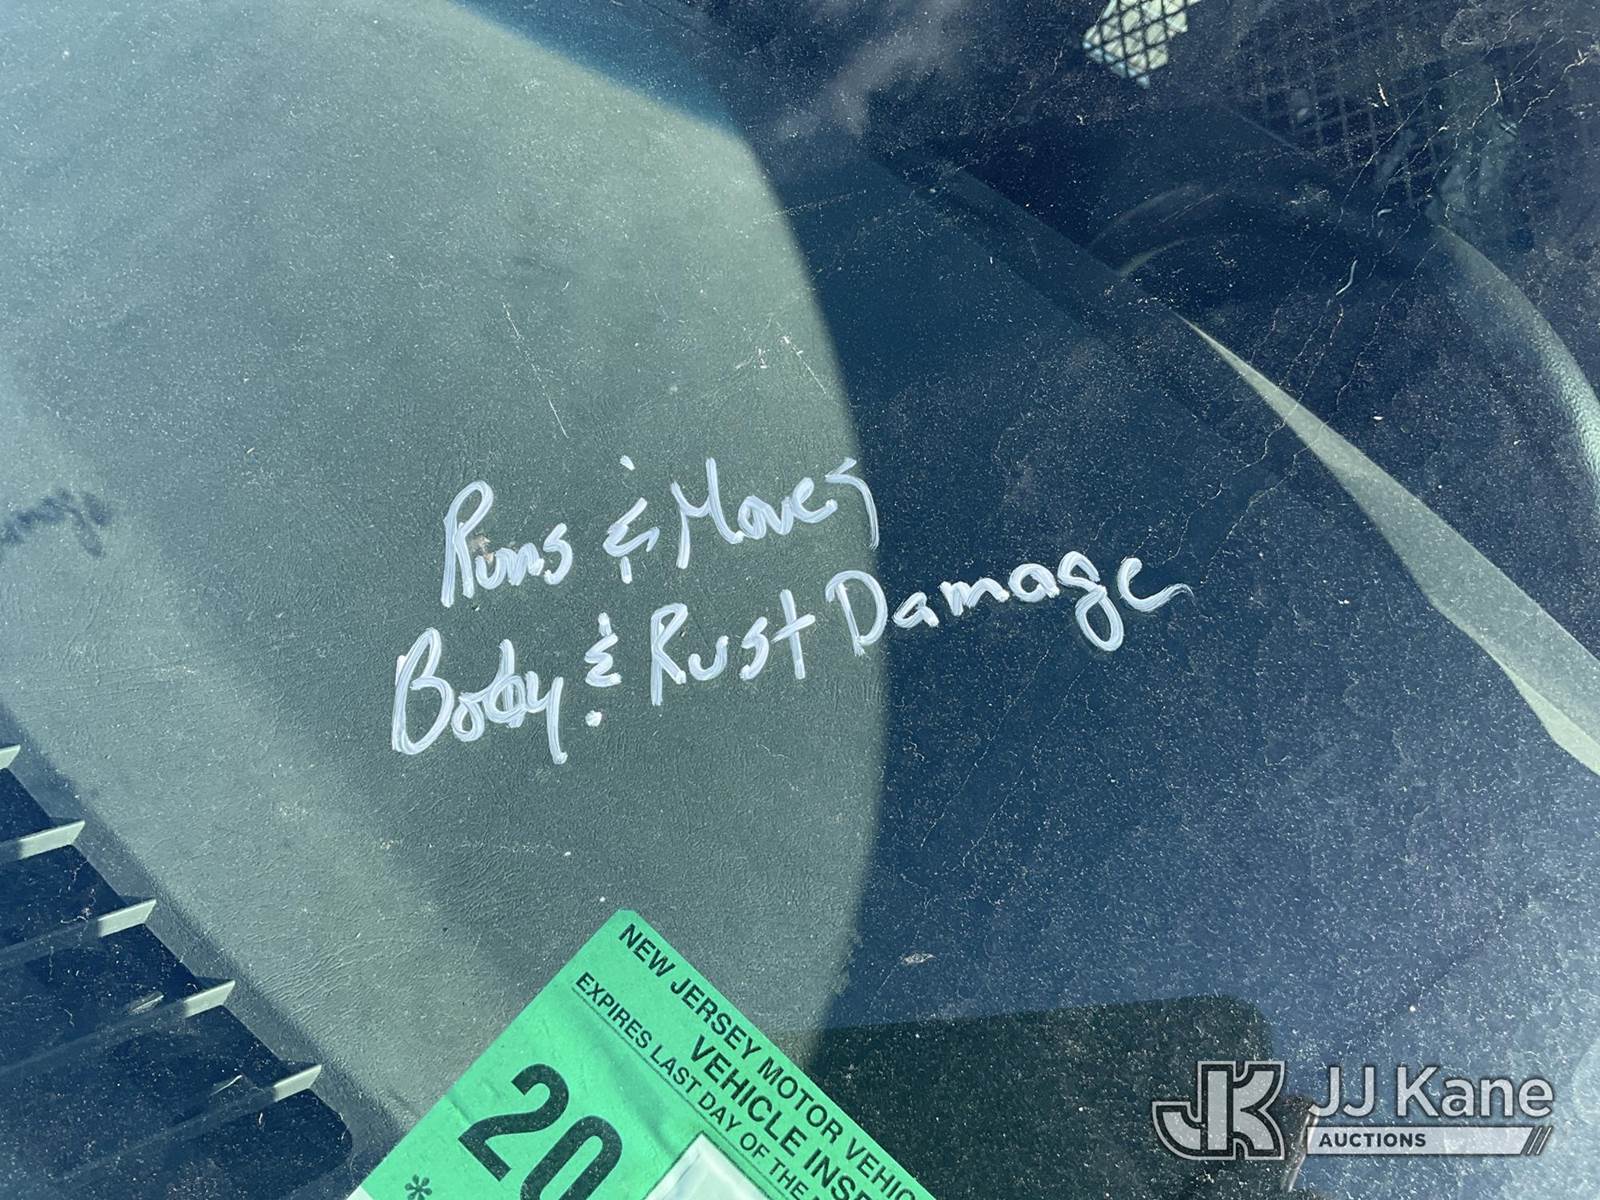 Runs & Moves
Body & Rust Damage
NEW JERSEY MOTOR VEHIC
VEHICLE INSP
EXPIRES LAST DAY OF THE
20
*
JK JJ Kane
AUCTIONS